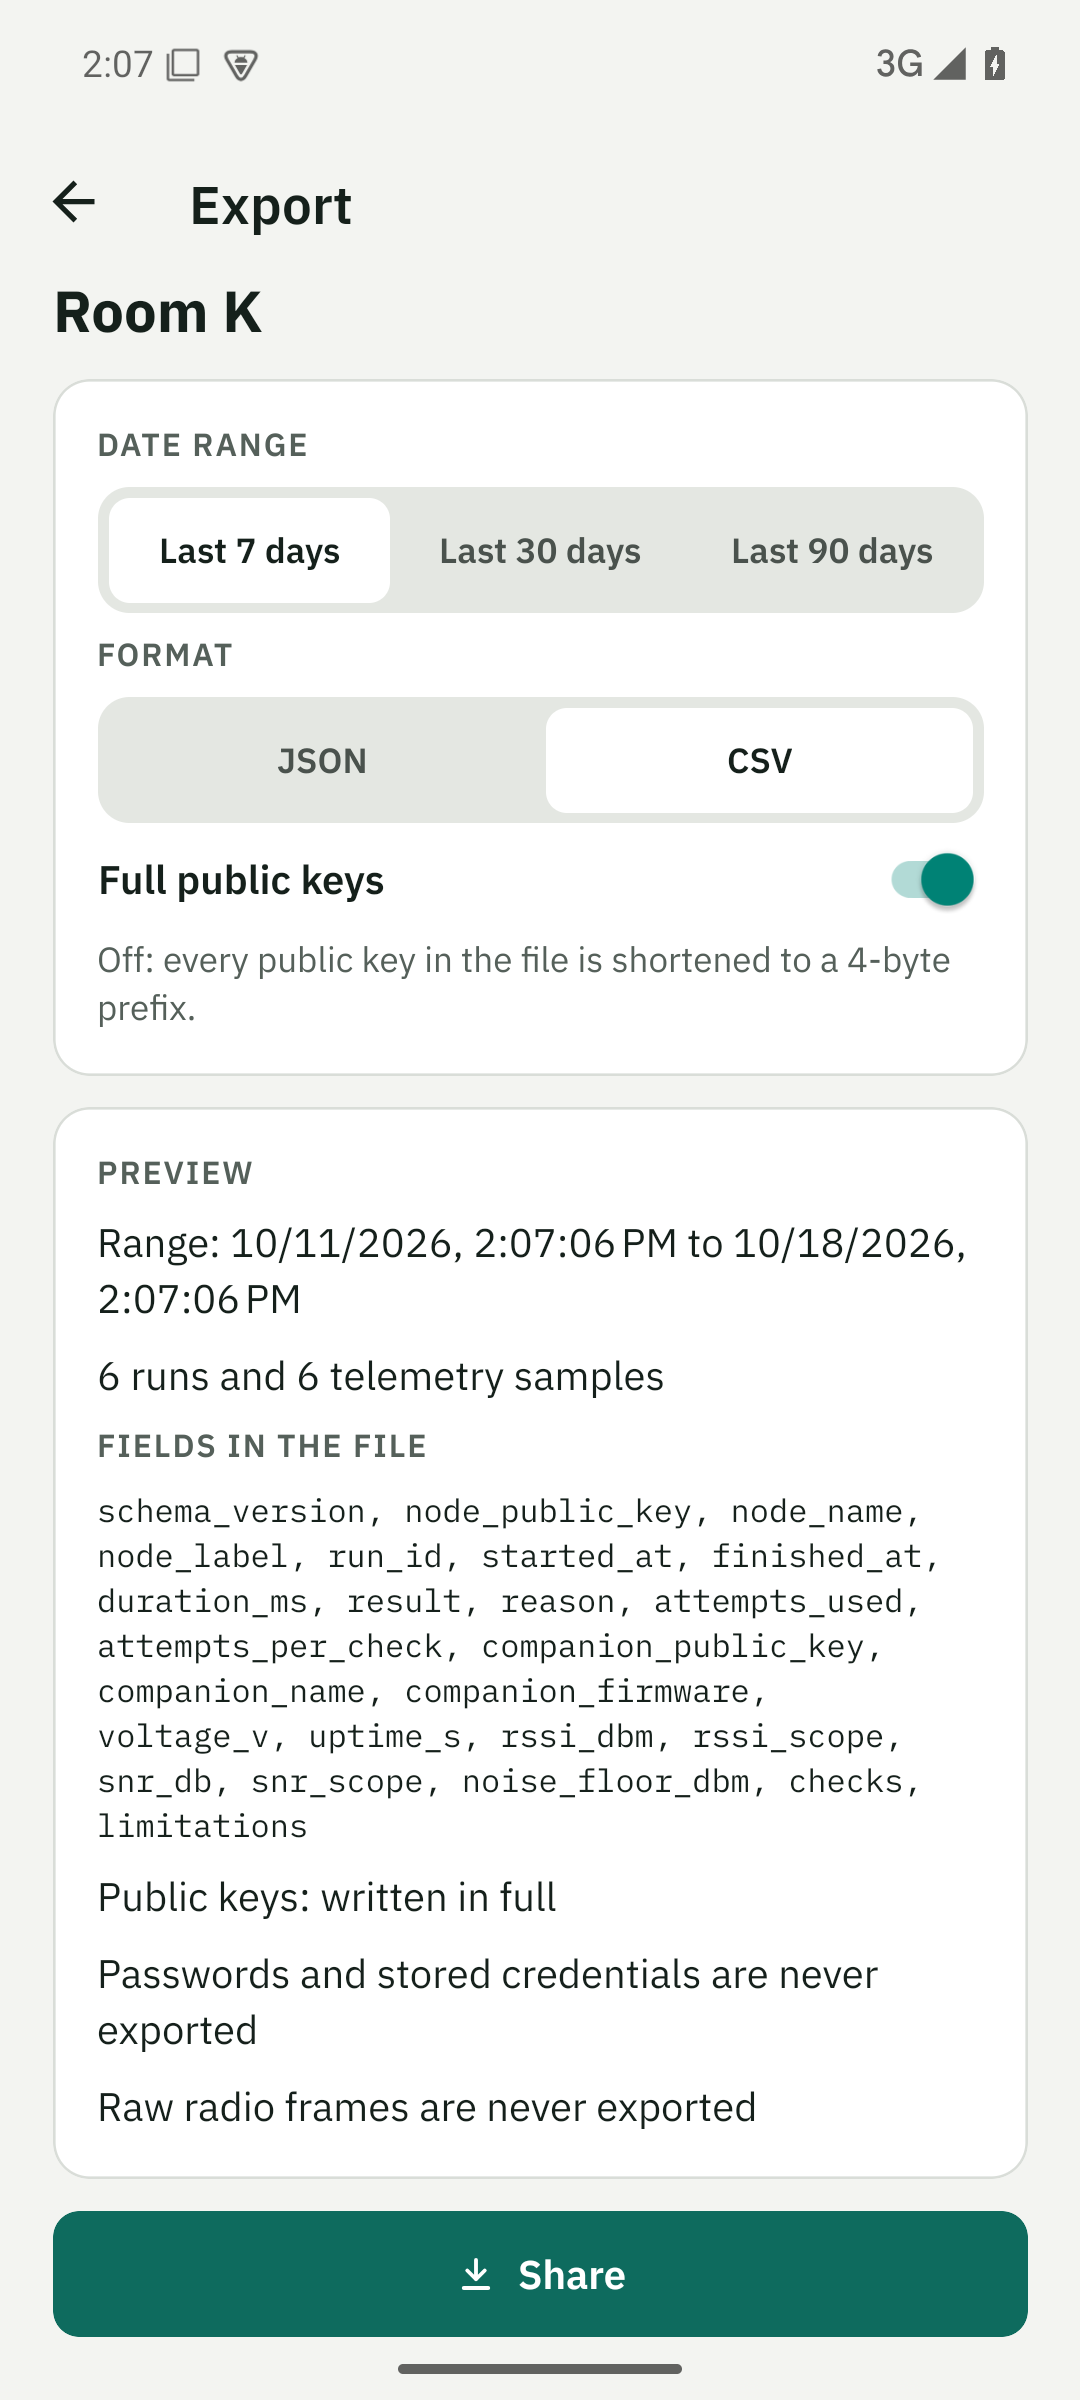 2:07
3G
Export
Room K
DATE RANGE
Last 7 days
Last 30 days
Last 90 days
FORMAT
JSON
CSV
Full public keys
Off: every public key in the file is shortened to a 4-byte
prefix.
PREVIEW
Range: 10/11/2026, 2:07:06 PM to 10/18/2026,
2:07:06 PM
6 runs and 6 telemetry samples
FIELDS IN THE FILE
schema_version, node_public_key, node_name,
node_label, run_id, started_at, finished_at,
duration_ms, result, reason, attempts_used,
attempts_per_check, companion_public_key,
companion_name, companion_firmware,
voltage_v, uptime_s, rssi_dbm, rssi_scope,
snr_db, snr_scope, noise_floor_dbm, checks,
limitations
Public keys: written in full
Passwords and stored credentials are never
exported
Raw radio frames are never exported
Share